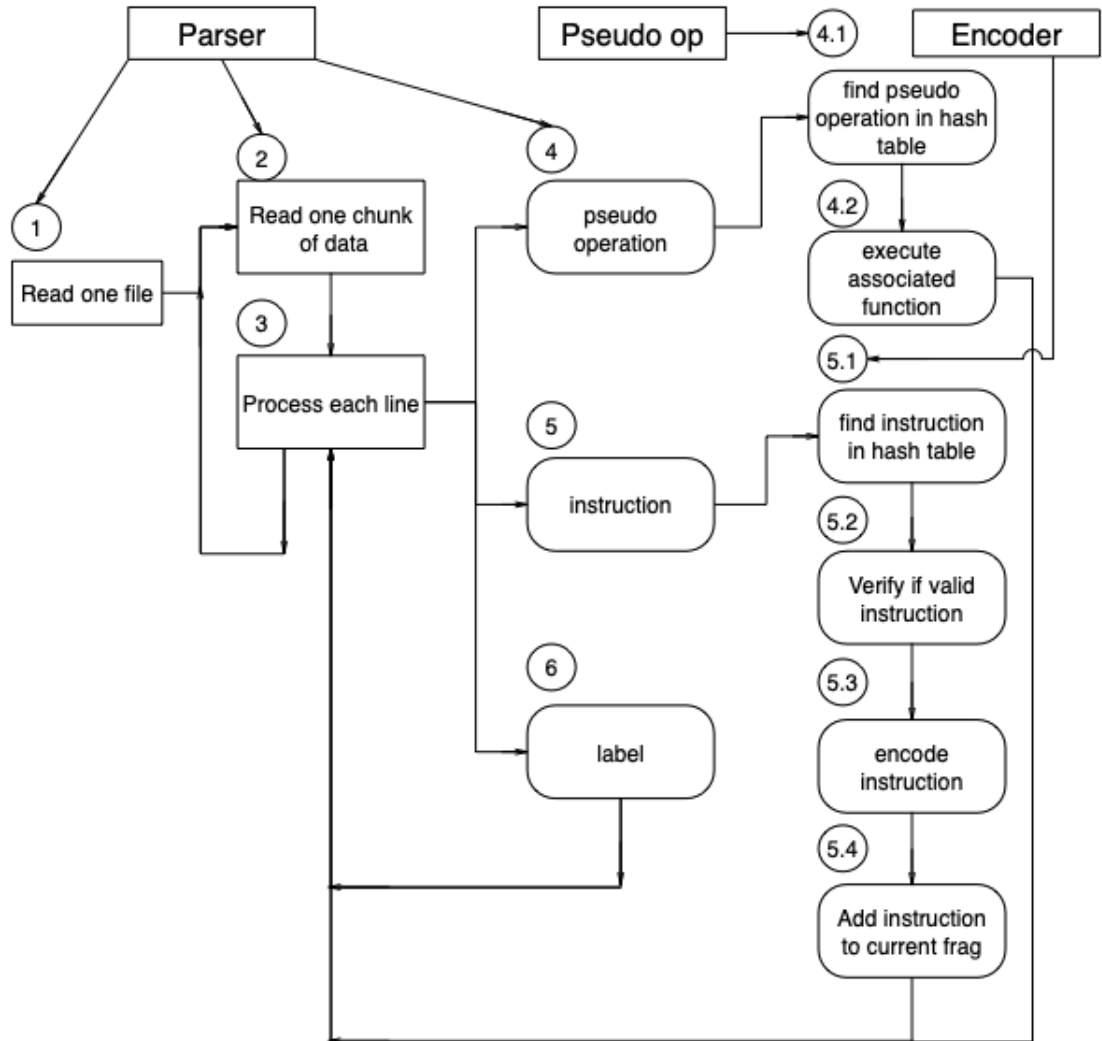 Parser
Pseudo op
4.1
Encoder
find pseudo
operation in hash
table
4
2
1
Read one chunk
of data
pseudo
operation
4.2
execute
associated
function
Read one file
3
5.1
Process each line
find instruction
in hash table
5
instruction
5.2
Verify if valid
instruction
6
5.3
label
encode
instruction
5.4
Add instruction
to current frag